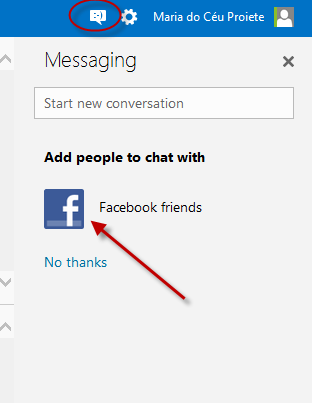 Maria do Céu Proiete
Messaging
Start new conversation
Add people to chat with
f
Facebook friends
No thanks